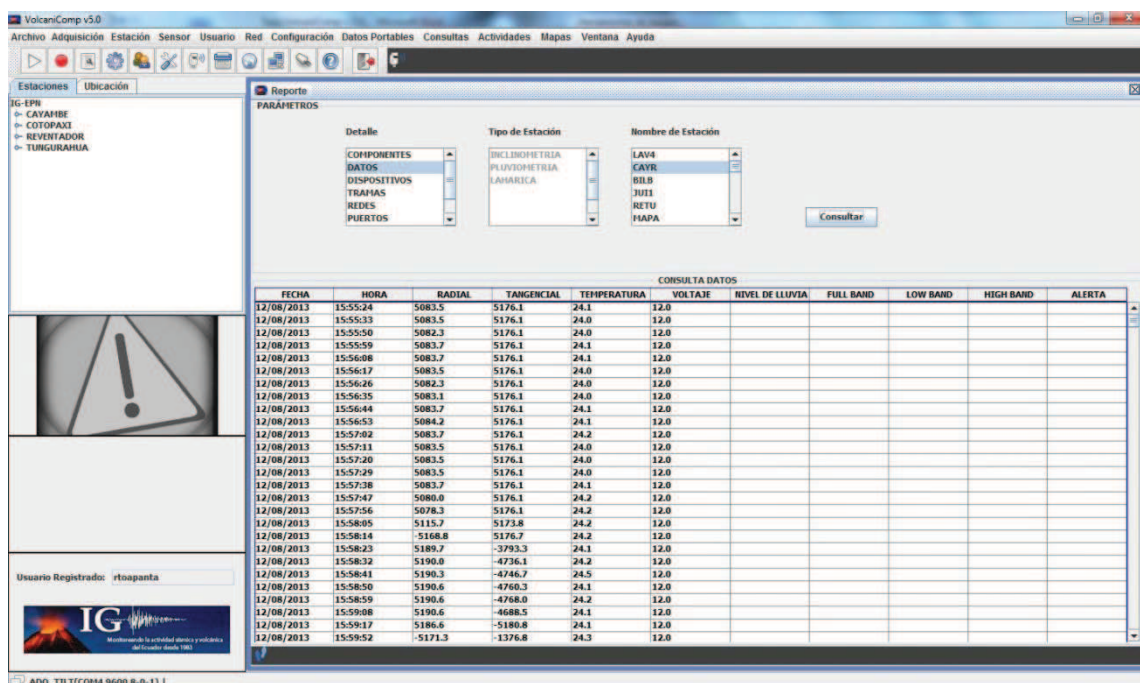 VolcaniComp v5.0
Archivo Adquisición Estación Sensor Usuario Red Configuración Datos Portables Consultas Actividades Mapas Ventana Ayuda
Estaciones Ubicación
IG-EPN
CAYAMBE
COTOPAXI
REVENTADOR
TUNGURAHUA
Usuario Registrado: rtoapanta
IG
Monitoreando la actividad sísmica y volcánica
del Ecuador desde 1983
Reporte
PARÁMETROS
Detalle Tipo de Estación Nombre de Estación
COMPONENTES INCLINOMETRIA LAV4
DATOS PLUVIOMETRIA CAYR
DISPOSITIVOS LAHARICA BILB
TRAMAS JUI1
REDES RETU
PUERTOS MAPA
Consultar
CONSULTA DATOS
FECHA HORA RADIAL TANGENCIAL TEMPERATURA VOLTAJE NIVEL DE LLUVIA FULL BAND LOW BAND HIGH BAND ALERTA
12/08/2013 15:55:24 5083.5 5176.1 24.1 12.0
12/08/2013 15:55:33 5083.5 5176.1 24.0 12.0
12/08/2013 15:55:50 5082.3 5176.1 24.0 12.0
12/08/2013 15:55:59 5083.7 5176.1 24.1 12.0
12/08/2013 15:56:08 5083.7 5176.1 24.1 12.0
12/08/2013 15:56:17 5083.5 5176.1 24.0 12.0
12/08/2013 15:56:26 5082.3 5176.1 24.0 12.0
12/08/2013 15:56:35 5083.1 5176.1 24.0 12.0
12/08/2013 15:56:44 5083.7 5176.1 24.1 12.0
12/08/2013 15:56:53 5084.2 5176.1 24.1 12.0
12/08/2013 15:57:02 5083.7 5176.1 24.2 12.0
12/08/2013 15:57:11 5083.5 5176.1 24.0 12.0
12/08/2013 15:57:20 5083.5 5176.1 24.0 12.0
12/08/2013 15:57:29 5083.5 5176.1 24.0 12.0
12/08/2013 15:57:38 5083.7 5176.1 24.1 12.0
12/08/2013 15:57:47 5080.0 5176.1 24.2 12.0
12/08/2013 15:57:56 5078.3 5176.1 24.2 12.0
12/08/2013 15:58:05 5115.7 5173.8 24.2 12.0
12/08/2013 15:58:14 -5168.8 5176.7 24.2 12.0
12/08/2013 15:58:23 5189.7 -3793.3 24.1 12.0
12/08/2013 15:58:32 5190.0 -4736.1 24.2 12.0
12/08/2013 15:58:41 5190.3 -4746.7 24.5 12.0
12/08/2013 15:58:50 5190.6 -4760.3 24.1 12.0
12/08/2013 15:58:59 5190.6 -4768.0 24.2 12.0
12/08/2013 15:59:08 5190.6 -4688.5 24.1 12.0
12/08/2013 15:59:17 5186.6 -5180.8 24.1 12.0
12/08/2013 15:59:52 -5171.3 -1376.8 24.3 12.0